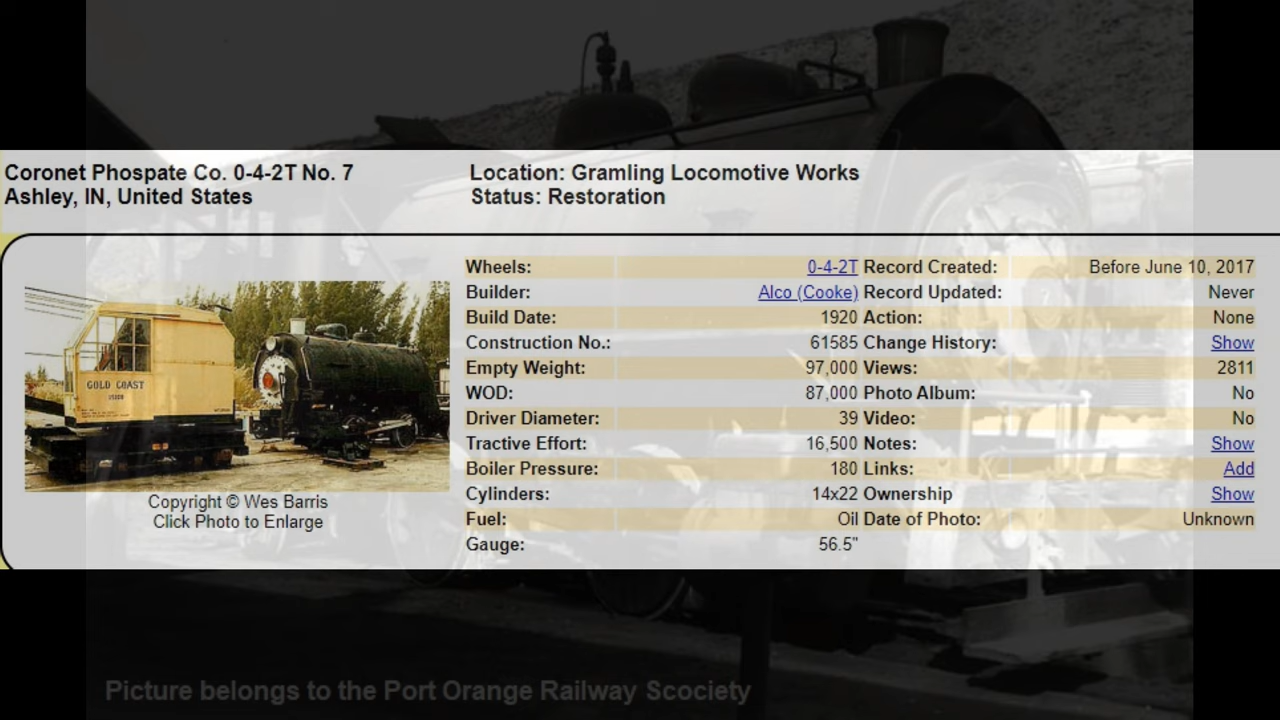 Coronet Phospate Co. 0-4-2T No. 7
Ashley, IN, United States
Location: Gramling Locomotive Works
Status: Restoration
GOLD COAST
Copyright © Wes Barris
Click Photo to Enlarge
Wheels: 0-4-2T Record Created: Before June 10, 2017
Builder: Alco (Cooke) Record Updated: Never
Build Date: 1920 Action: None
Construction No.: 61585 Change History: Show
Empty Weight: 97,000 Views: 2811
WOD: 87,000 Photo Album: No
Driver Diameter: 39 Video: No
Tractive Effort: 16,500 Notes: Show
Boiler Pressure: 180 Links: Add
Cylinders: 14x22 Ownership Show
Fuel: Oil Date of Photo: Unknown
Gauge: 56.5"
Picture belongs to the Port Orange Railway Scociety